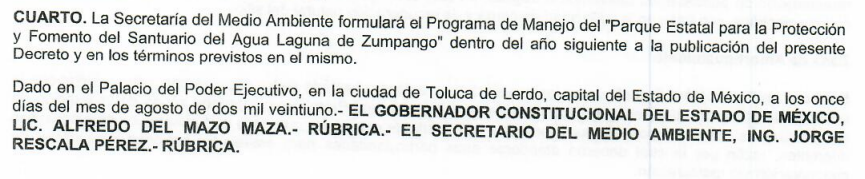 CUARTO. La Secretaría del Medio Ambiente formulará el Programa de Manejo del "Parque Estatal para la Protección
y Fomento del Santuario del Agua Laguna de Zumpango" dentro del año siguiente a la publicación del presente
Decreto y en los términos previstos en el mismo.
Dado en el Palacio del Poder Ejecutivo, en la ciudad de Toluca de Lerdo, capital del Estado de México, a los once
días del mes de agosto de dos mil veintiuno.- EL GOBERNADOR CONSTITUCIONAL DEL ESTADO DE MÉXICO,
LIC. ALFREDO DEL MAZO MAZA.- RÚBRICA.- EL SECRETARIO DEL MEDIO AMBIENTE, ING. JORGE
RESCALA PÉREZ.- RÚBRICA.